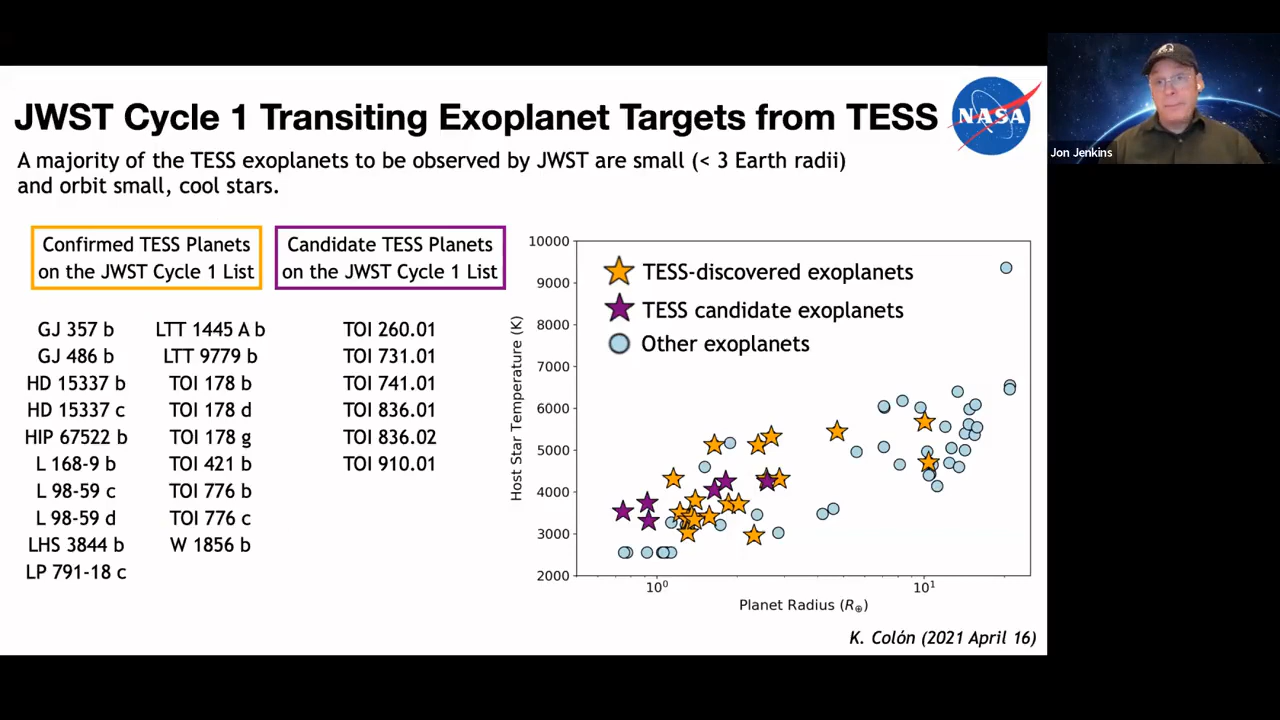 JWST Cycle 1 Transiting Exoplanet Targets from TESS
NASA
Jon Jenkins
A majority of the TESS exoplanets to be observed by JWST are small (< 3 Earth radii)
and orbit small, cool stars.
Confirmed TESS Planets
on the JWST Cycle 1 List
Candidate TESS Planets
on the JWST Cycle 1 List
GJ 357 b
GJ 486 b
HD 15337 b
HD 15337 c
HIP 67522 b
L 168-9 b
L 98-59 c
L 98-59 d
LHS 3844 b
LP 791-18 c
LTT 1445 A b
LTT 9779 b
TOI 178 b
TOI 178 d
TOI 178 g
TOI 421 b
TOI 776 b
TOI 776 c
W 1856 b
TOI 260.01
TOI 731.01
TOI 741.01
TOI 836.01
TOI 836.02
TOI 910.01
TESS-discovered exoplanets
TESS candidate exoplanets
Other exoplanets
Host Star Temperature (K)
10000
9000
8000
7000
6000
5000
4000
3000
2000
10⁰
10¹
Planet Radius (R⊕)
K. Colón (2021 April 16)